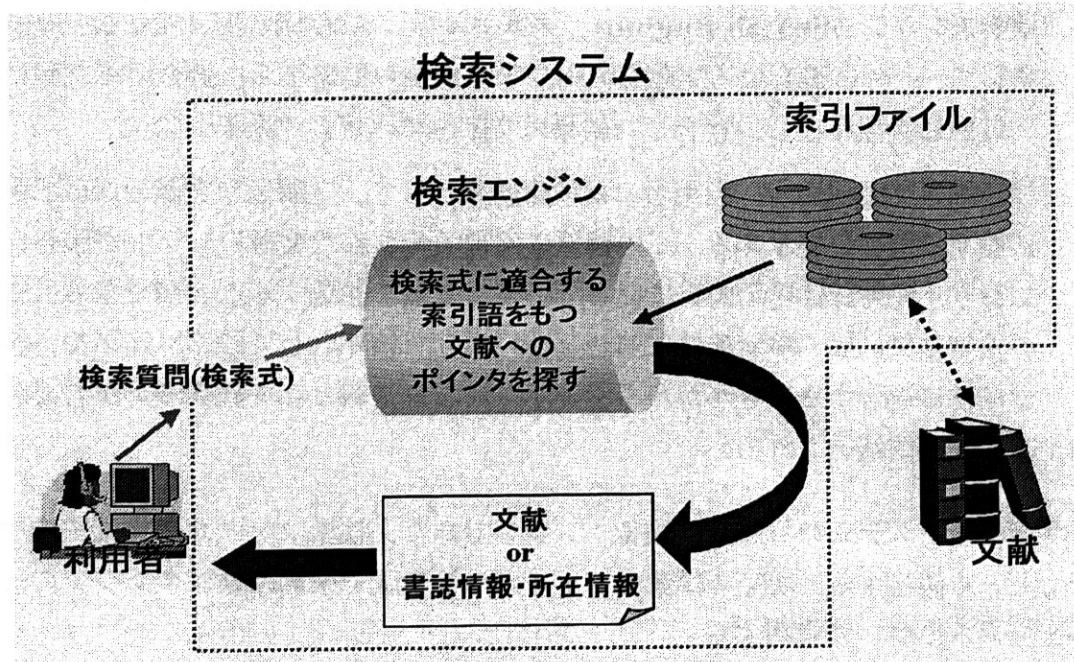 検索システム
索引ファイル
検索エンジン
検索式に適合する
索引語をもつ
文献への
ポインタを探す
検索質問(検索式)
利用者
文献
or
書誌情報・所在情報
文献